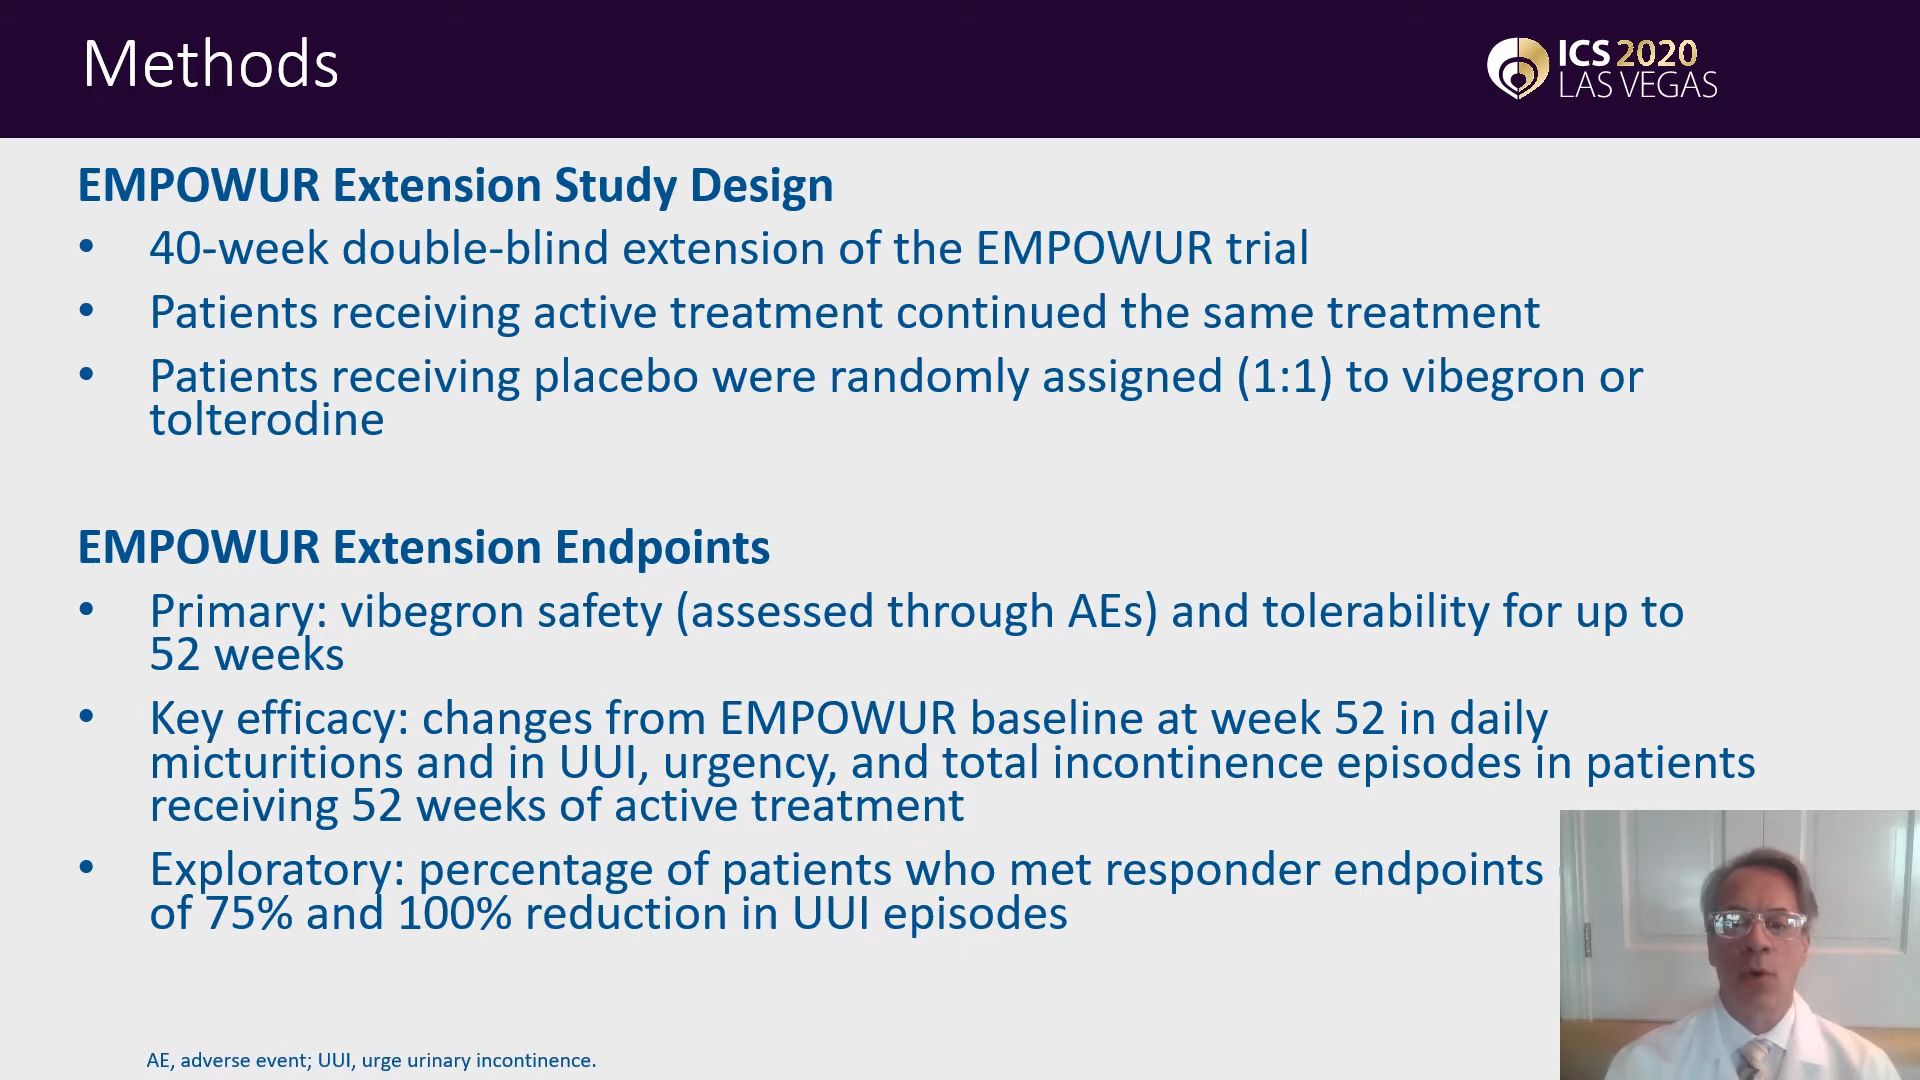 Methods
ICS 2020
LAS VEGAS
EMPOWUR Extension Study Design
• 40-week double-blind extension of the EMPOWUR trial
• Patients receiving active treatment continued the same treatment
• Patients receiving placebo were randomly assigned (1:1) to vibegron or
tolterodine
EMPOWUR Extension Endpoints
• Primary: vibegron safety (assessed through AEs) and tolerability for up to
52 weeks
• Key efficacy: changes from EMPOWUR baseline at week 52 in daily
micturitions and in UUI, urgency, and total incontinence episodes in patients
receiving 52 weeks of active treatment
• Exploratory: percentage of patients who met responder endpoints
of 75% and 100% reduction in UUI episodes
AE, adverse event; UUI, urge urinary incontinence.